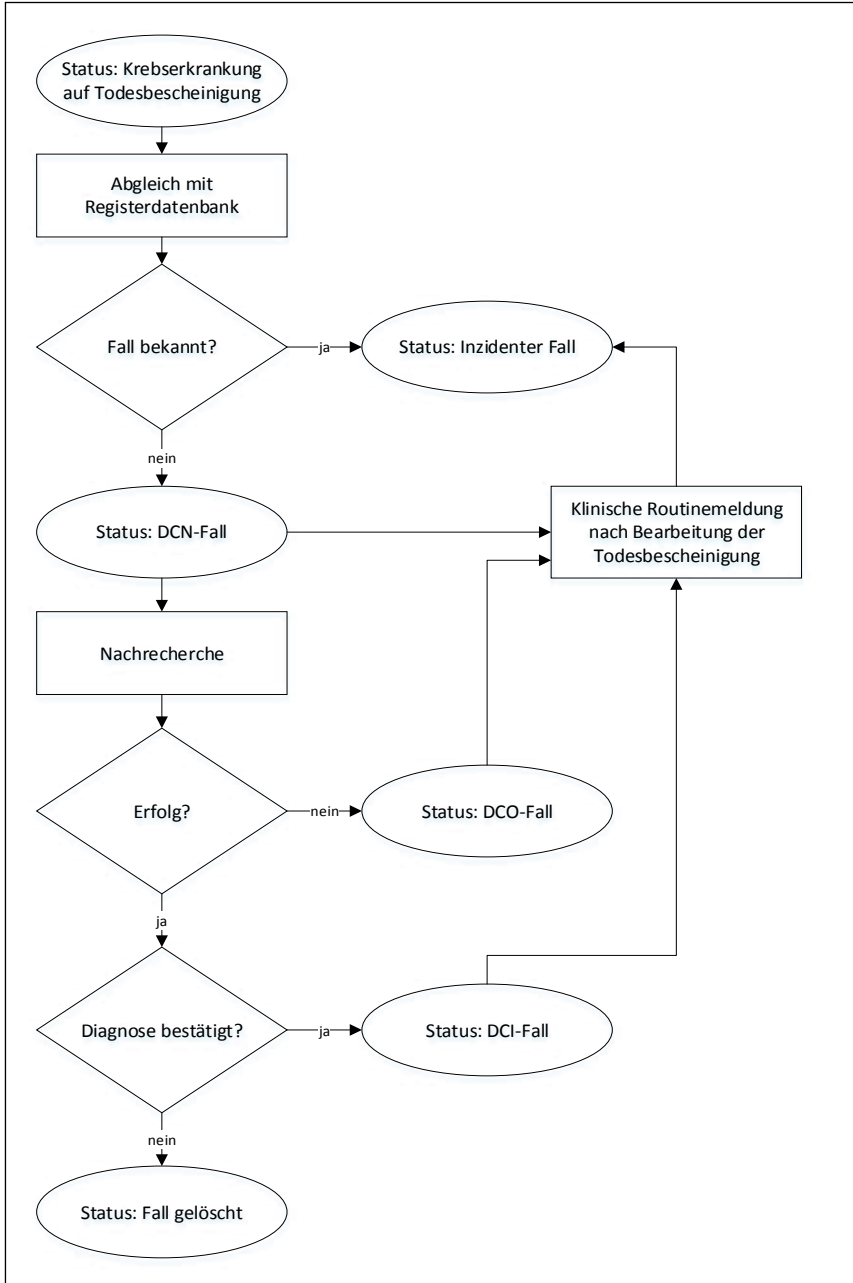 Status: Krebserkrankung
auf Todesbescheinigung
Abgleich mit
Registerdatenbank
Fall bekannt?
ja
Status: Inzidenter Fall
nein
Status: DCN-Fall
Klinische Routinemeldung
nach Bearbeitung der
Todesbescheinigung
Nachrecherche
Erfolg?
nein
Status: DCO-Fall
ja
Diagnose bestätigt?
ja
Status: DCI-Fall
nein
Status: Fall gelöscht